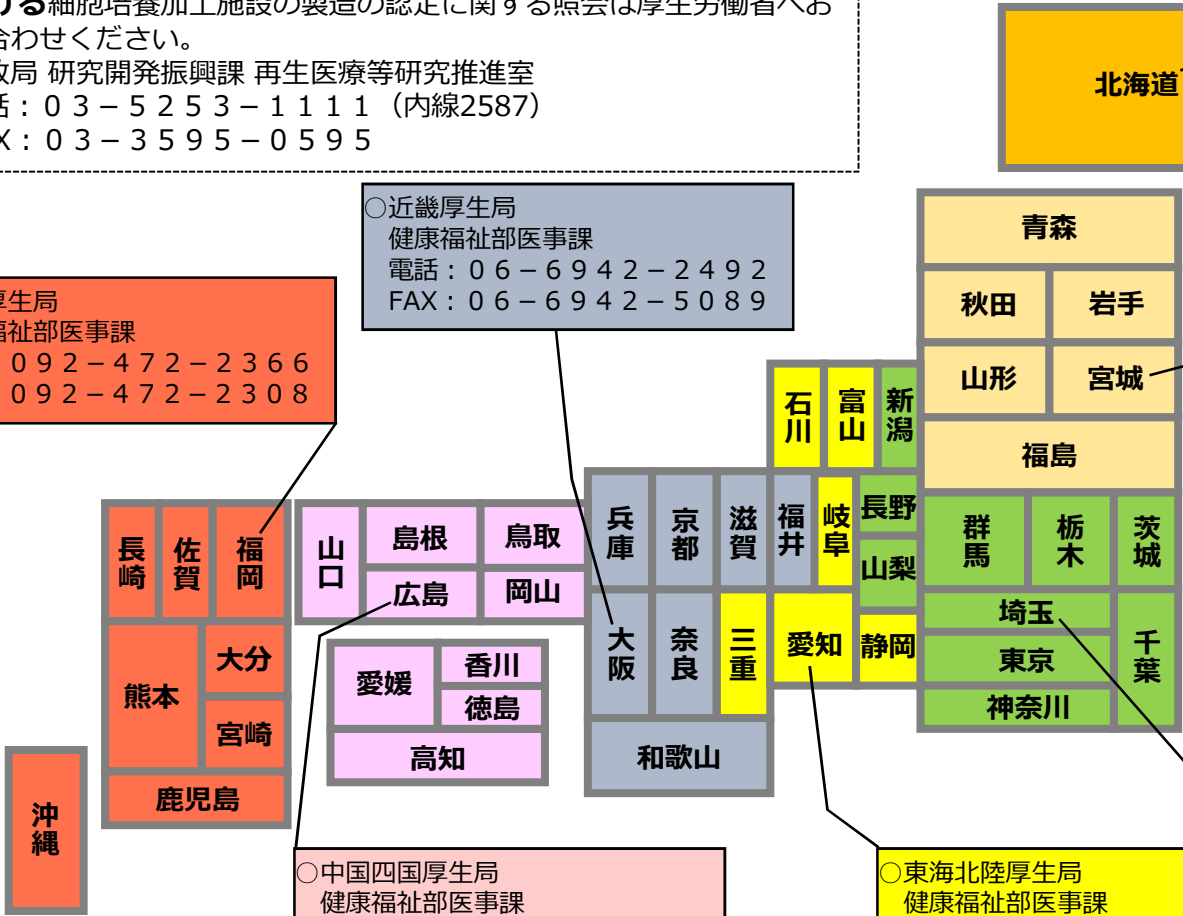 ける細胞培養加工施設の製造の認定に関する照会は厚生労働省へお
合わせください。
局 研究開発振興課 再生医療等研究推進室
：０３－５２５３－１１１１（内線2587）
X：０３－３５９５－０５９５
北海道
○近畿厚生局
健康福祉部医事課
電話：０６－６９４２－２４９２
FAX：０６－６９４２－５０８９
厚生局
福祉部医事課
０９２－４７２－２３６６
０９２－４７２－２３０８
青森
秋田
岩手
山形
宮城
福島
石川
富山
新潟
長野
山梨
静岡
群馬
栃木
茨城
埼玉
東京
神奈川
千葉
兵庫
京都
滋賀
福井
岐阜
大阪
奈良
三重
愛知
和歌山
山口
島根
鳥取
広島
岡山
愛媛
香川
徳島
高知
長崎
佐賀
福岡
熊本
大分
宮崎
鹿児島
沖縄
○中国四国厚生局
健康福祉部医事課
○東海北陸厚生局
健康福祉部医事課